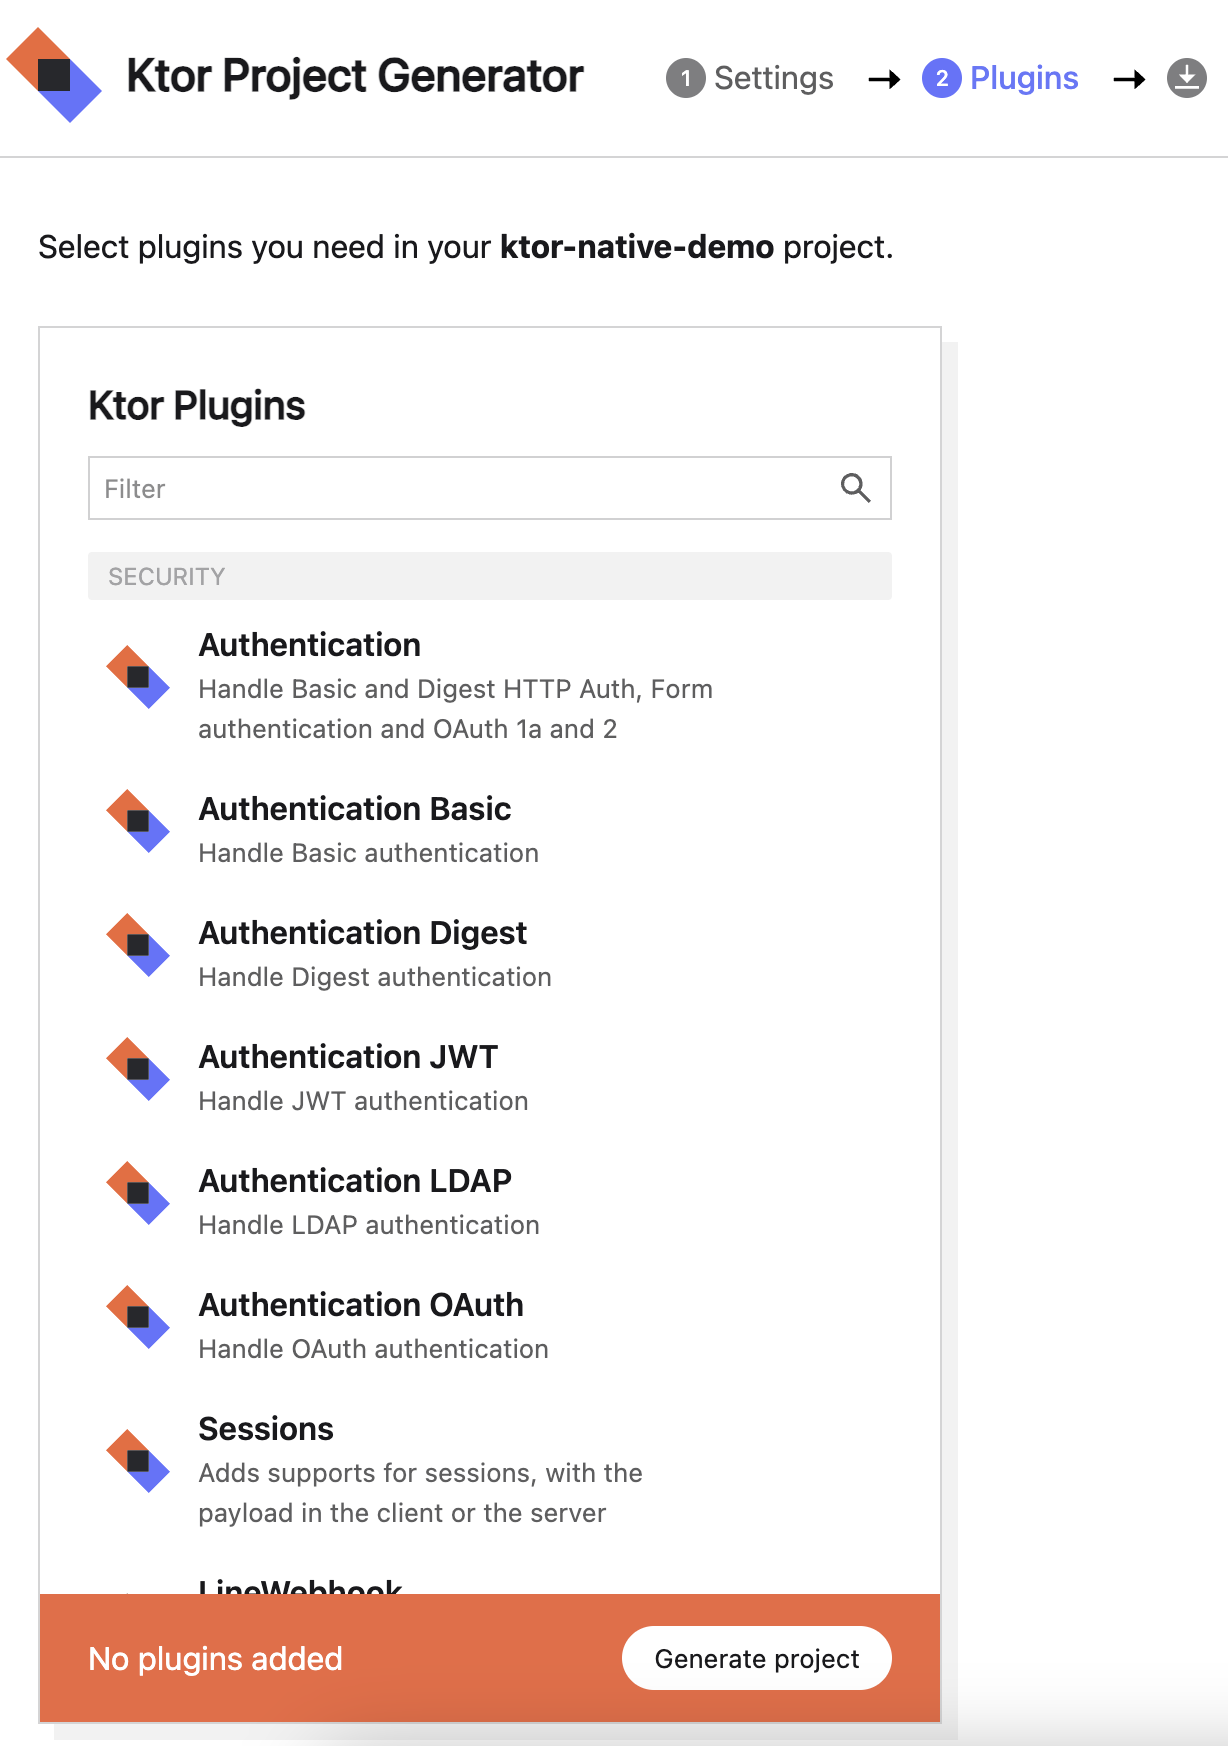 Ktor Project Generator
1 Settings → 2 Plugins →
Select plugins you need in your ktor-native-demo project.
Ktor Plugins
Filter
SECURITY
Authentication
Handle Basic and Digest HTTP Auth, Form
authentication and OAuth 1a and 2
Authentication Basic
Handle Basic authentication
Authentication Digest
Handle Digest authentication
Authentication JWT
Handle JWT authentication
Authentication LDAP
Handle LDAP authentication
Authentication OAuth
Handle OAuth authentication
Sessions
Adds supports for sessions, with the
payload in the client or the server
LineWebhook
No plugins added
Generate project